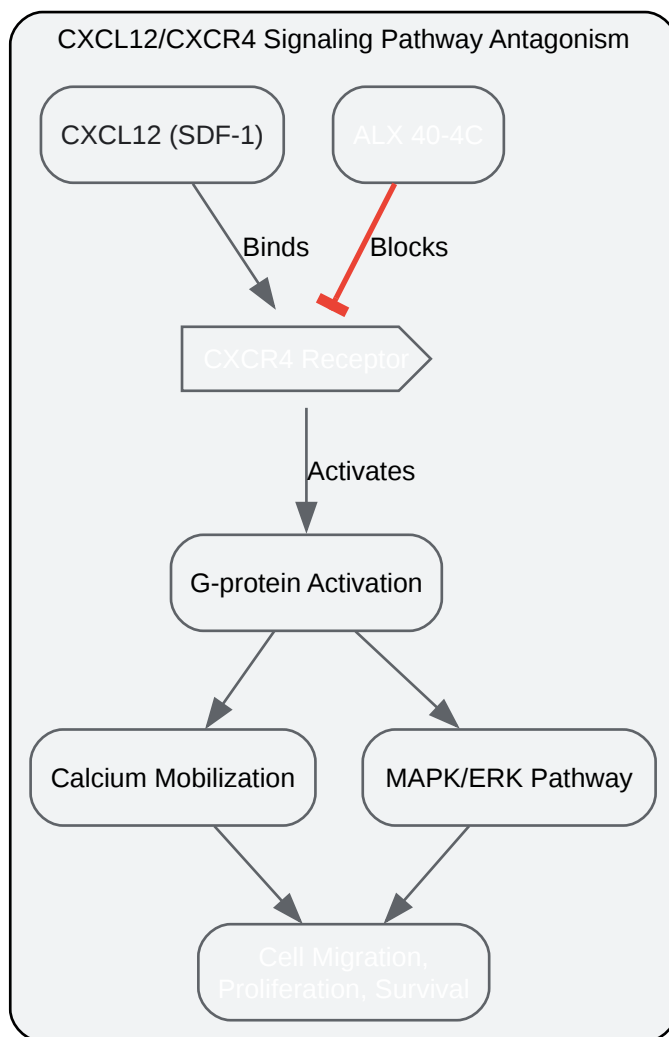 CXCL12/CXCR4 Signaling Pathway Antagonism
CXCL12 (SDF-1)
ALX 40-4C
Binds
Blocks
CXCR4 Receptor
Activates
G-protein Activation
Calcium Mobilization
MAPK/ERK Pathway
Cell Migration,
Proliferation, Survival